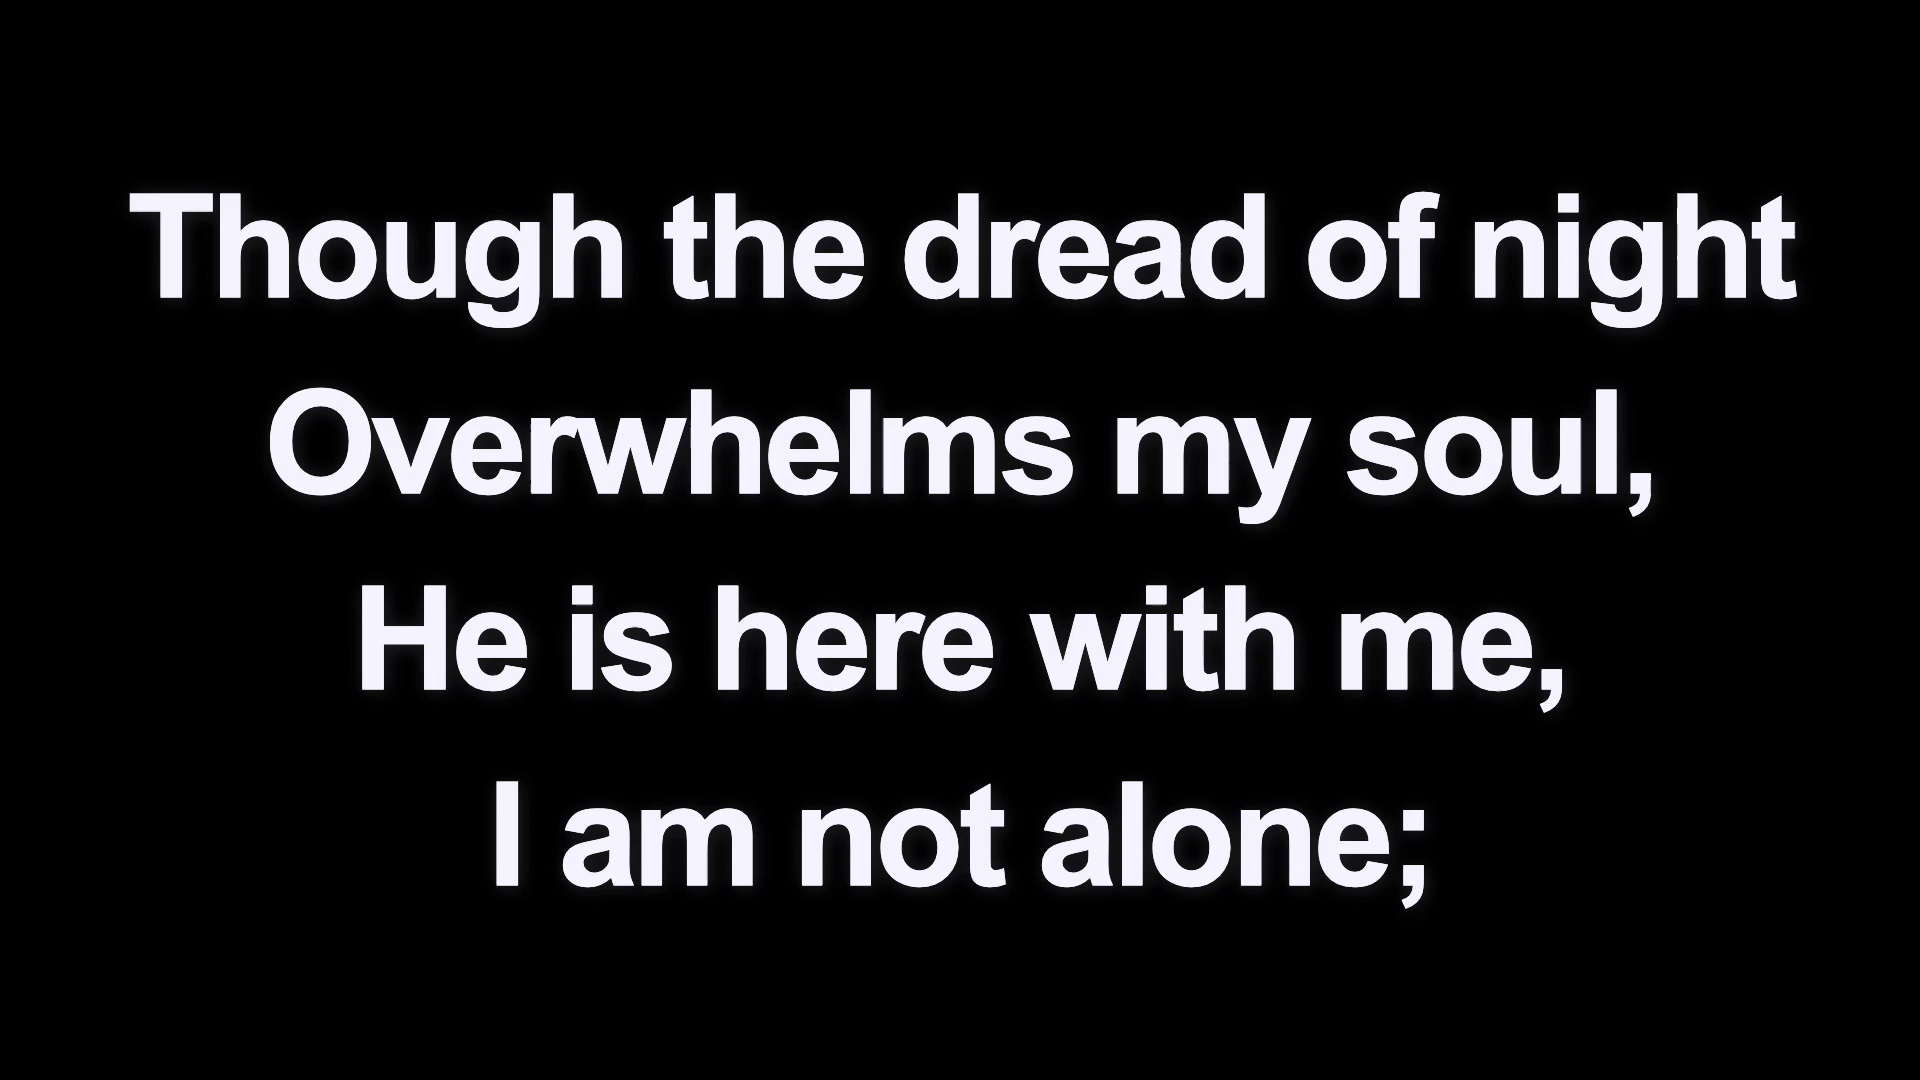 Though the dread of night
Overwhelms my soul,
He is here with me,
I am not alone;